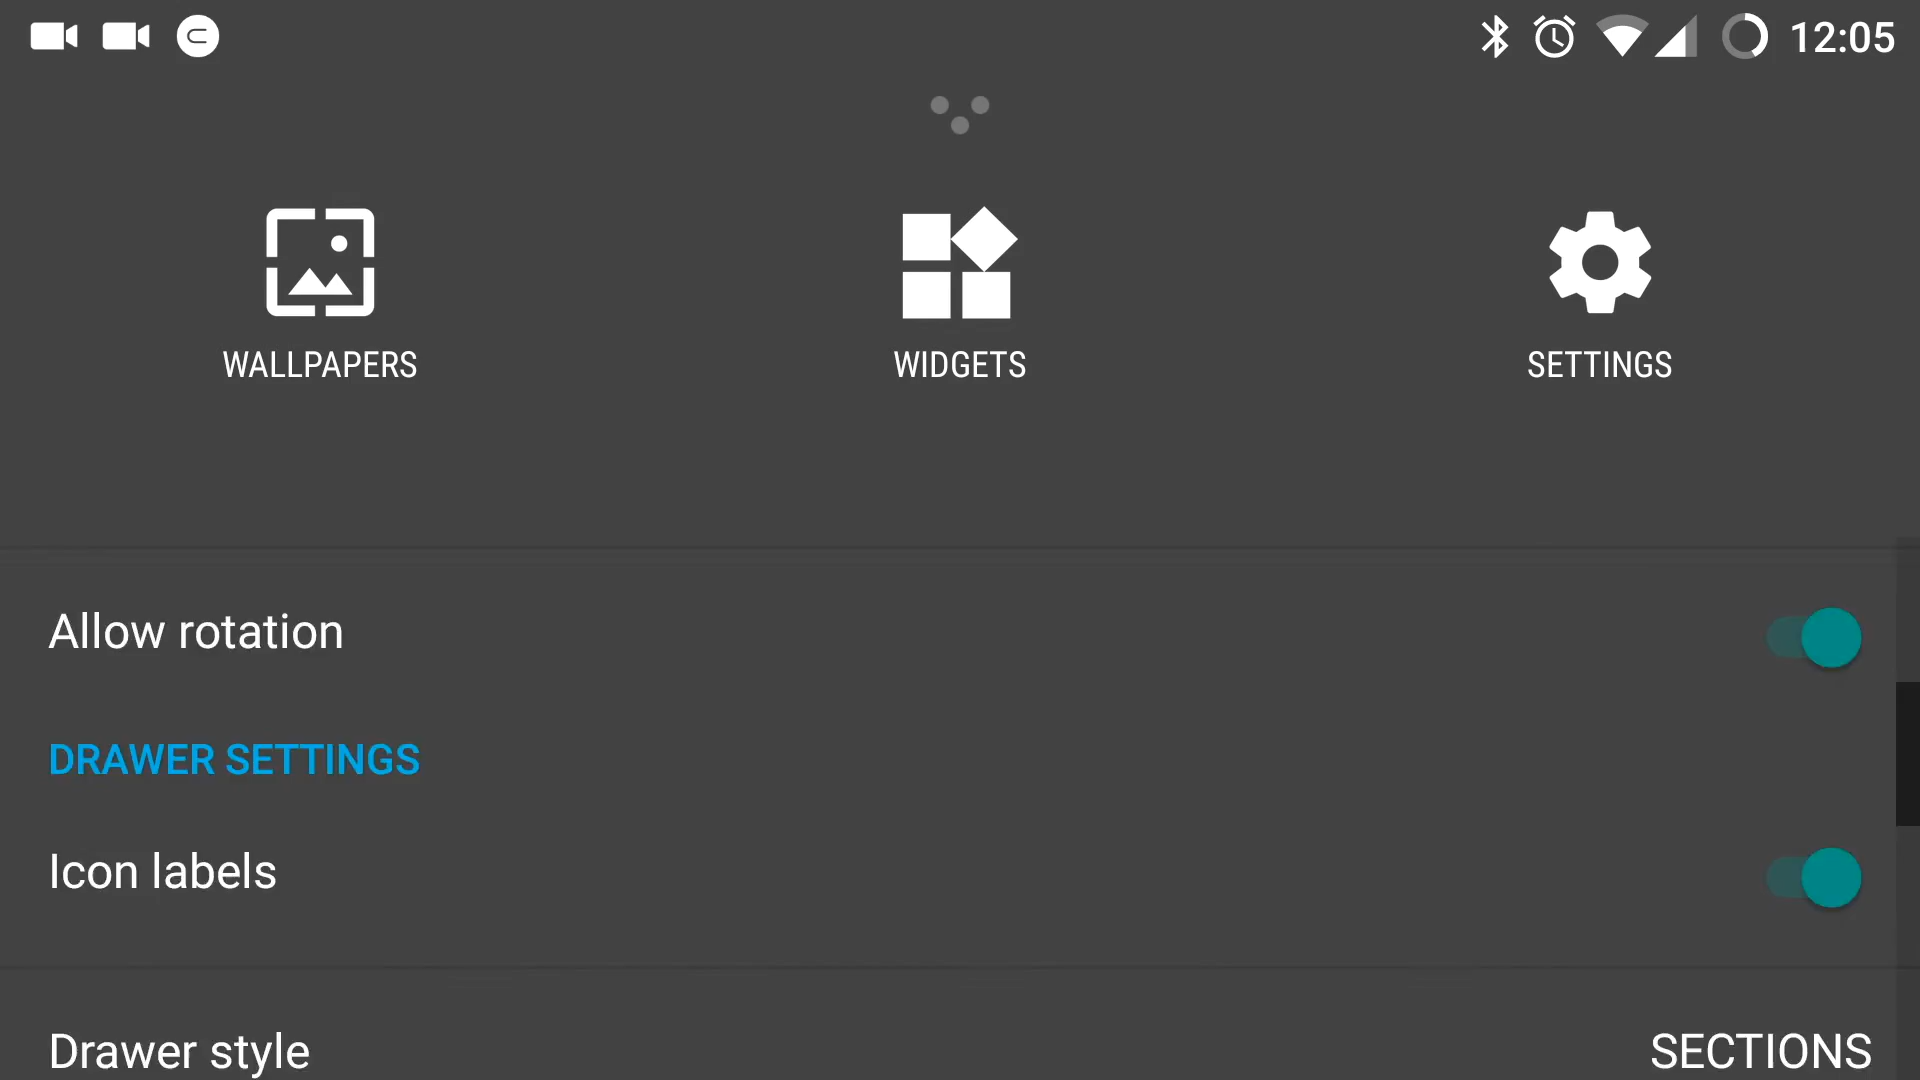 12:05
WALLPAPERS
WIDGETS
SETTINGS
Allow rotation
DRAWER SETTINGS
Icon labels
Drawer style
SECTIONS